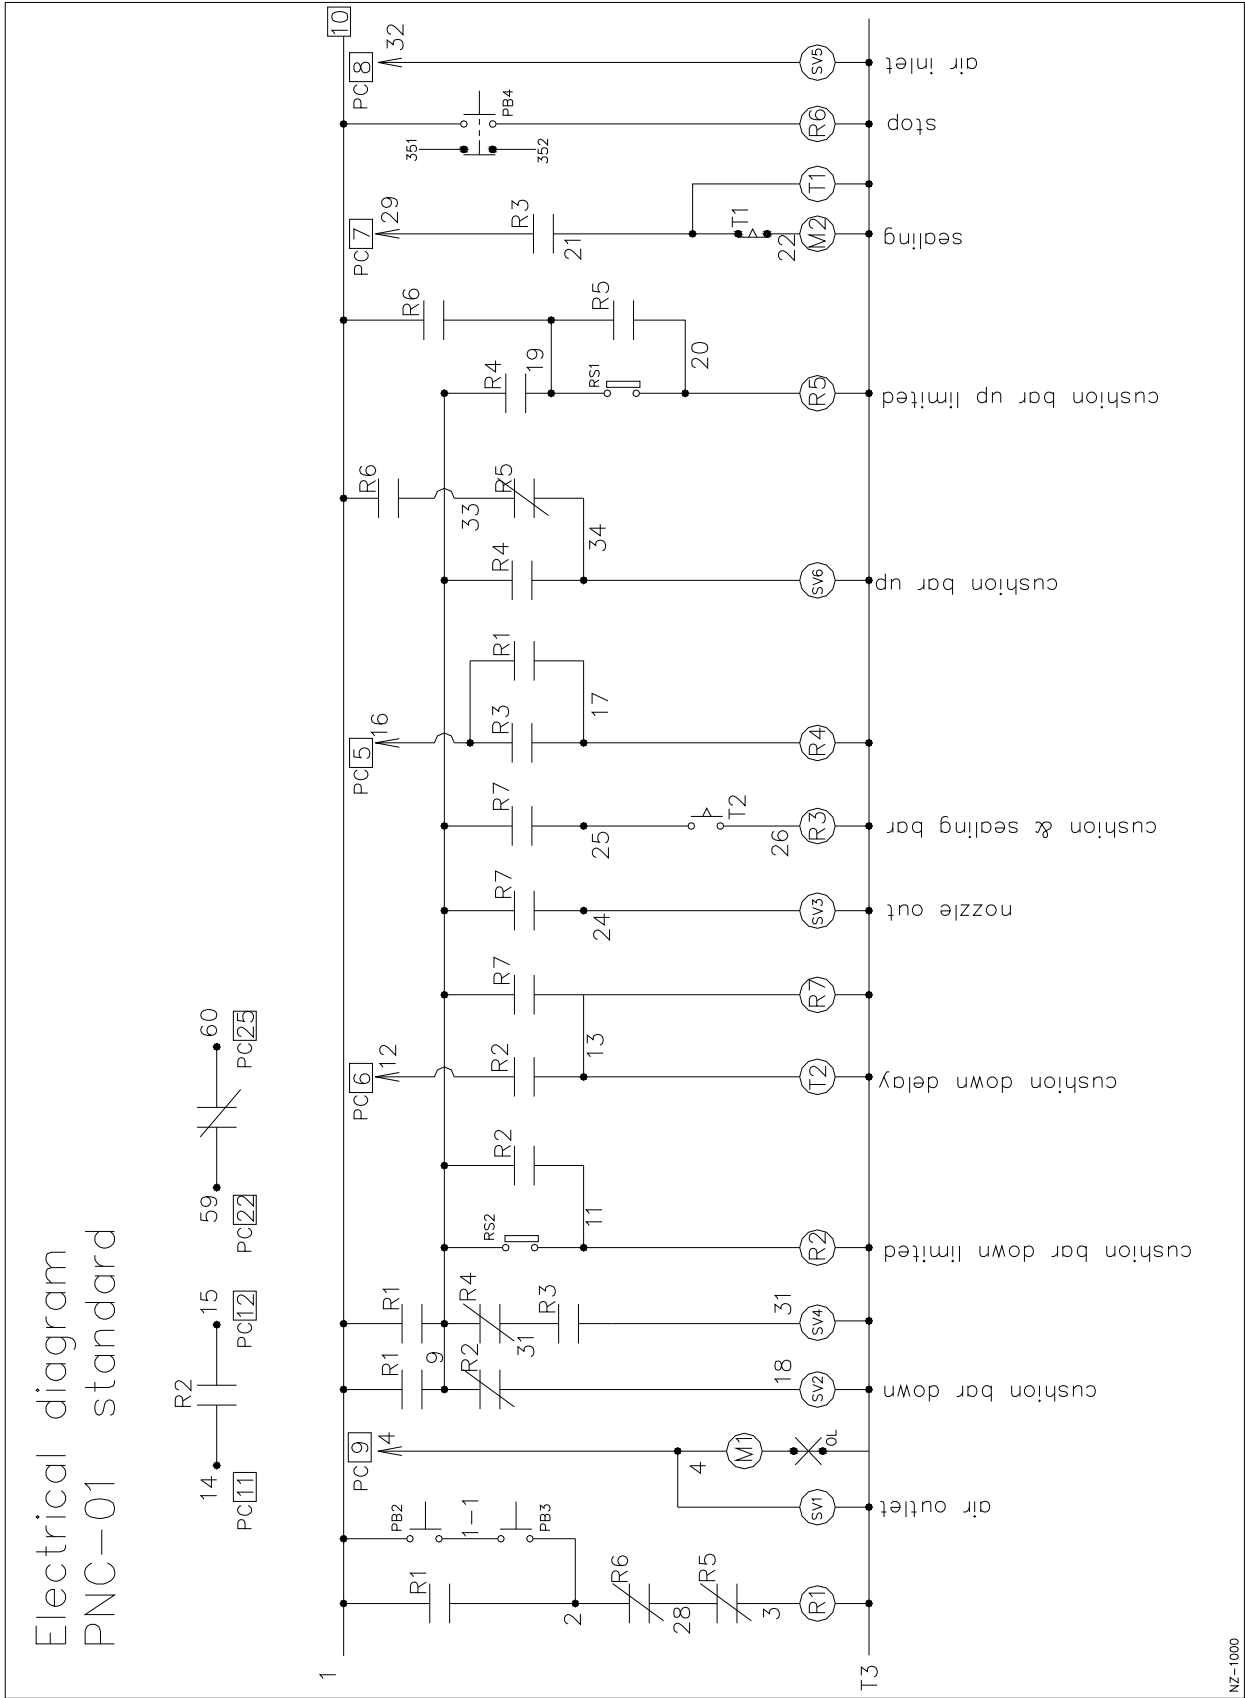 Electrical diagram
PNC-01 standard
R2
14
15
PC 11
PC 12
59
60
PC 22
PC 25
1
10
R1
PB2
1-1
PB3
2
R6
28
R5
3
R1
PC 9
4
4
M1
OL
SV1
air outlet
R1
9
R2
18
SV2
cushion bar down
R1
R4
31
R3
31
SV4
RS2
R2
11
R2
cushion bar down limited
PC 6
12
R2
13
T2
cushion down delay
R7
R7
R7
24
SV3
nozzle out
R7
25
T2
26
R3
cushion & sealing bar
PC 5
16
R3
R1
17
R4
R6
33
R5
R4
34
SV6
cushion bar up
R6
R4
19
R5
RS1
20
R5
cushion bar up limited
PC 7
29
R3
21
T1
22
M2
T1
sealing
351
352
PB4
R6
stop
PC 8
32
SV5
air inlet
T3
NZ-1000